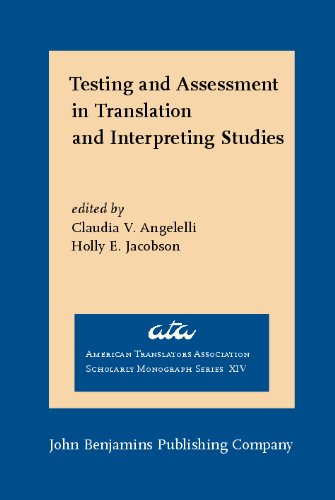 Testing and Assessment
in Translation
and Interpreting Studies
edited by
Claudia V. Angelelli
Holly E. Jacobson
ata
American Translators Association
Scholarly Monograph Series XIV
John Benjamins Publishing Company